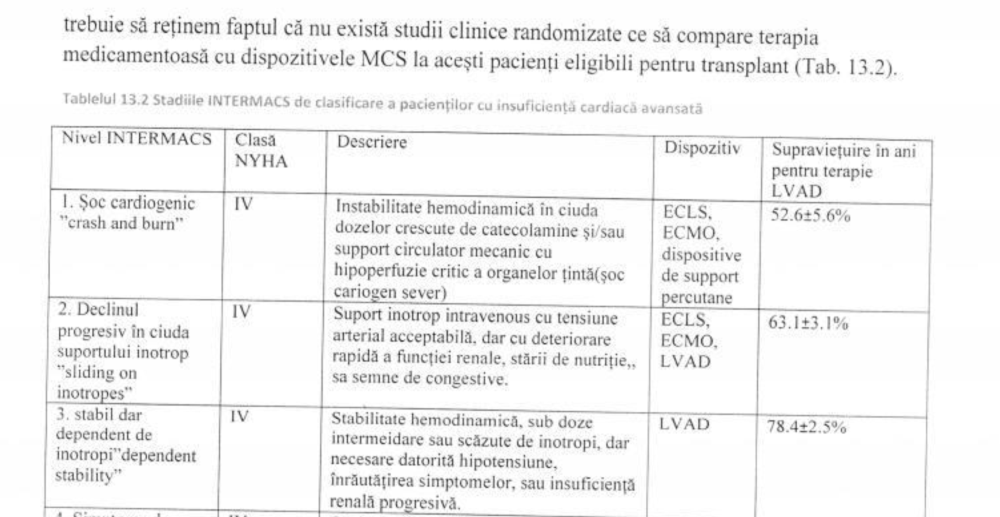 trebuie să reținem faptul că nu există studii clinice randomizate ce să compare terapia
medicamentoasă cu dispozitivele MCS la acești pacienți eligibili pentru transplant (Tab. 13.2).
Tablelul 13.2 Stadiile INTERMACS de clasificare a pacienților cu insuficiență cardiacă avansată
Nivel INTERMACS
Clasă
NYHA
Descriere
Dispozitiv
Supraviețuire în ani
pentru terapie
LVAD
1. Șoc cardiogenic
”crash and burn”
IV
Instabilitate hemodinamică în ciuda
dozelor crescute de catecolamine și/sau
support circulator mecanic cu
hipoperfuzie critic a organelor țintă(șoc
cariogen sever)
ECLS,
ECMO,
dispositive
de support
percutane
52.6±5.6%
2. Declinul
progresiv în ciuda
suportului inotrop
”sliding on
inotropes”
IV
Suport inotrop intravenous cu tensiune
arterial acceptabilă, dar cu deteriorare
rapidă a funcției renale, stării de nutriție,,
sa semne de congestive.
ECLS,
ECMO,
LVAD
63.1±3.1%
3. stabil dar
dependent de
inotropi”dependent
stability”
IV
Stabilitate hemodinamică, sub doze
intermeidare sau scăzute de inotropi, dar
necesare datorită hipotensiune,
înrăutățirea simptomelor, sau insuficiență
renală progresivă.
LVAD
78.4±2.5%